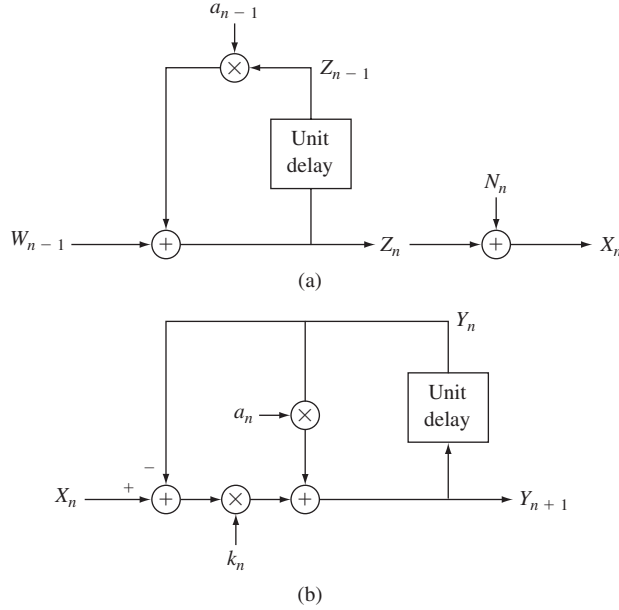 a_{n − 1}
×
Z_{n − 1}
Unit
delay
N_n
W_{n − 1}
+
Z_n
+
X_n
(a)
Y_n
Unit
delay
a_n
×
−
+
X_n
+
×
+
Y_{n + 1}
k_n
(b)